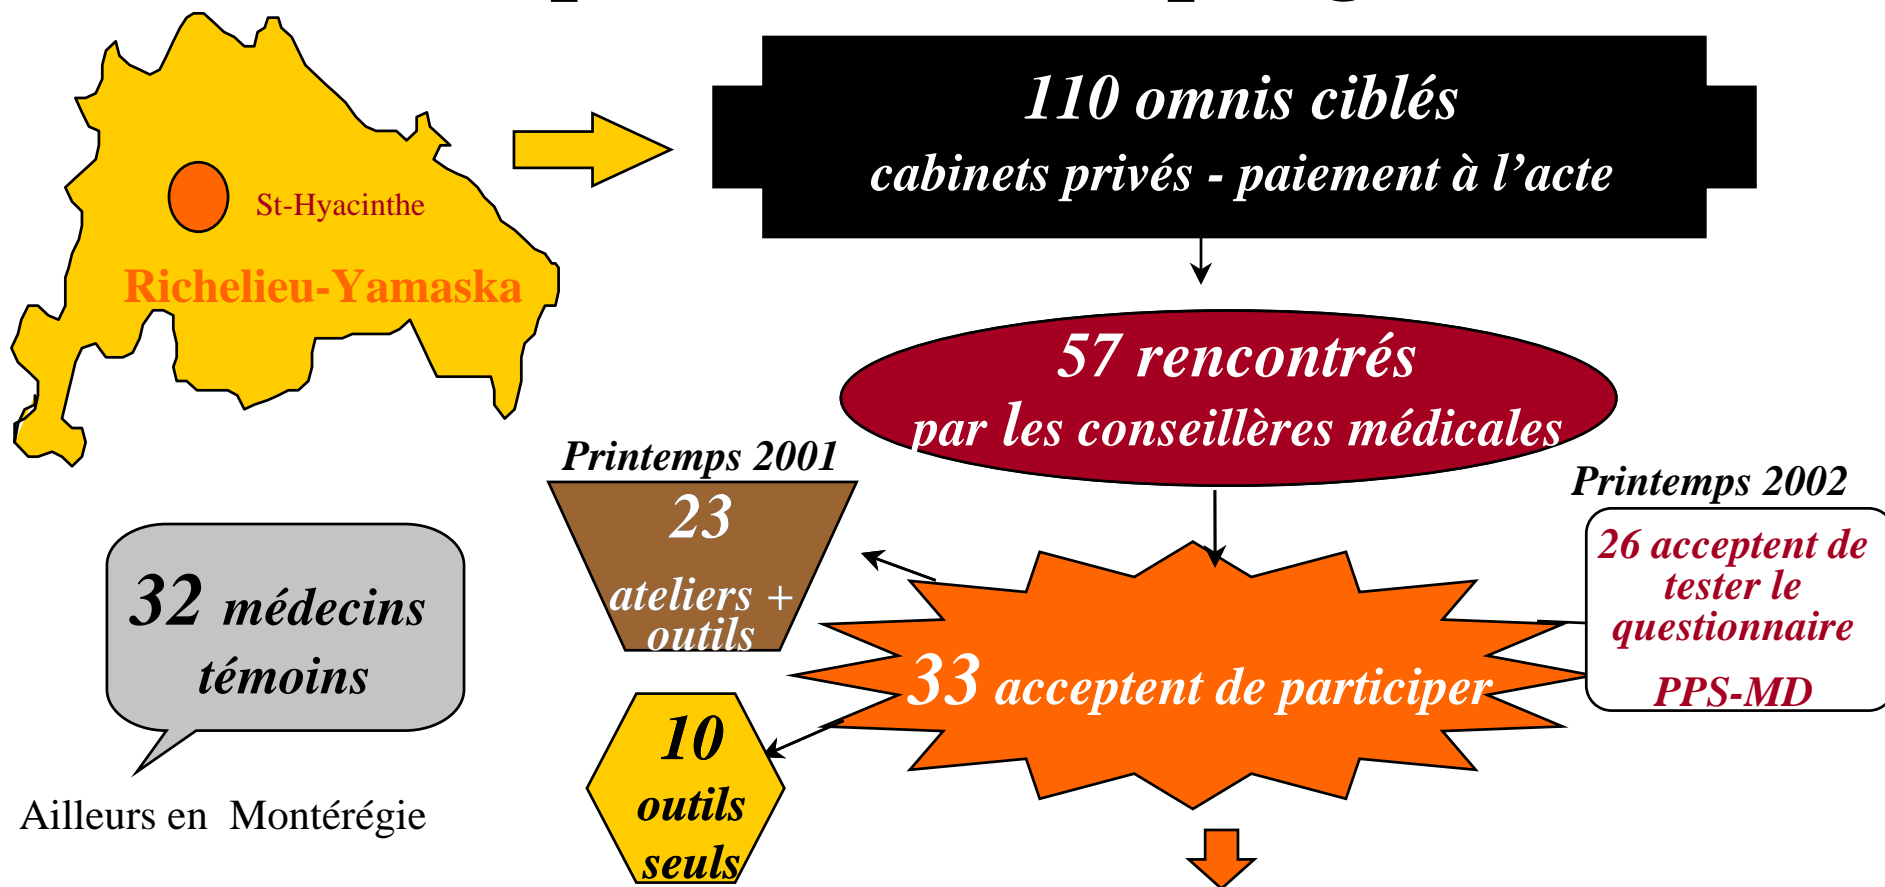 110 omnis ciblés
cabinets privés - paiement à l’acte
St-Hyacinthe
Richelieu-Yamaska
57 rencontrés
par les conseillères médicales
Printemps 2001
23
ateliers +
outils
Printemps 2002
26 acceptent de
tester le
questionnaire
PPS-MD
32 médecins
témoins
33 acceptent de participer
10
outils
seuls
Ailleurs en Montérégie